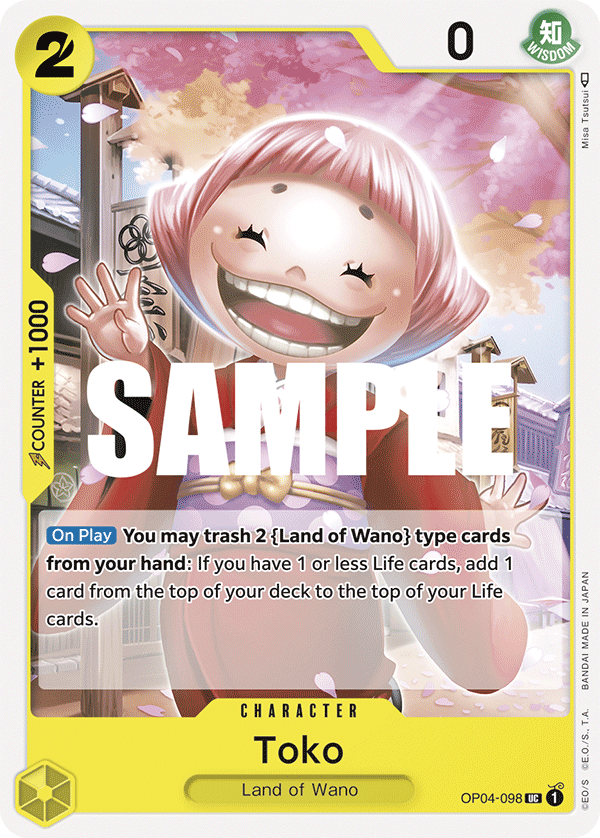 2
0
知
WISDOM
Misa Tsutsui
COUNTER +1000
SAMPLE
On Play You may trash 2 {Land of Wano} type cards
from your hand: If you have 1 or less Life cards, add 1
card from the top of your deck to the top of your Life
cards.
CHARACTER
Toko
Land of Wano
OP04-098 UC 1
©EO/S ©E.O./S., T.A. BANDAI MADE IN JAPAN